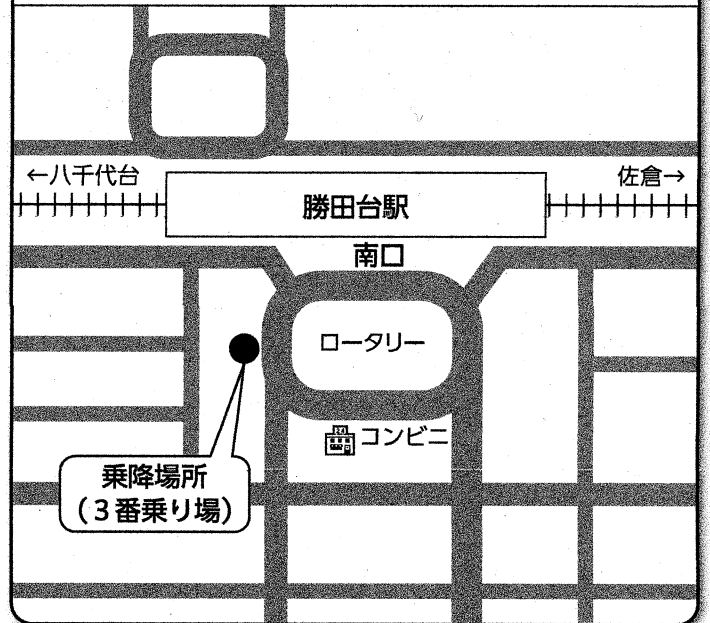 ←八千代台
佐倉→
勝田台駅
南口
ロータリー
24
コンビニ
乗降場所
(3番乗り場)